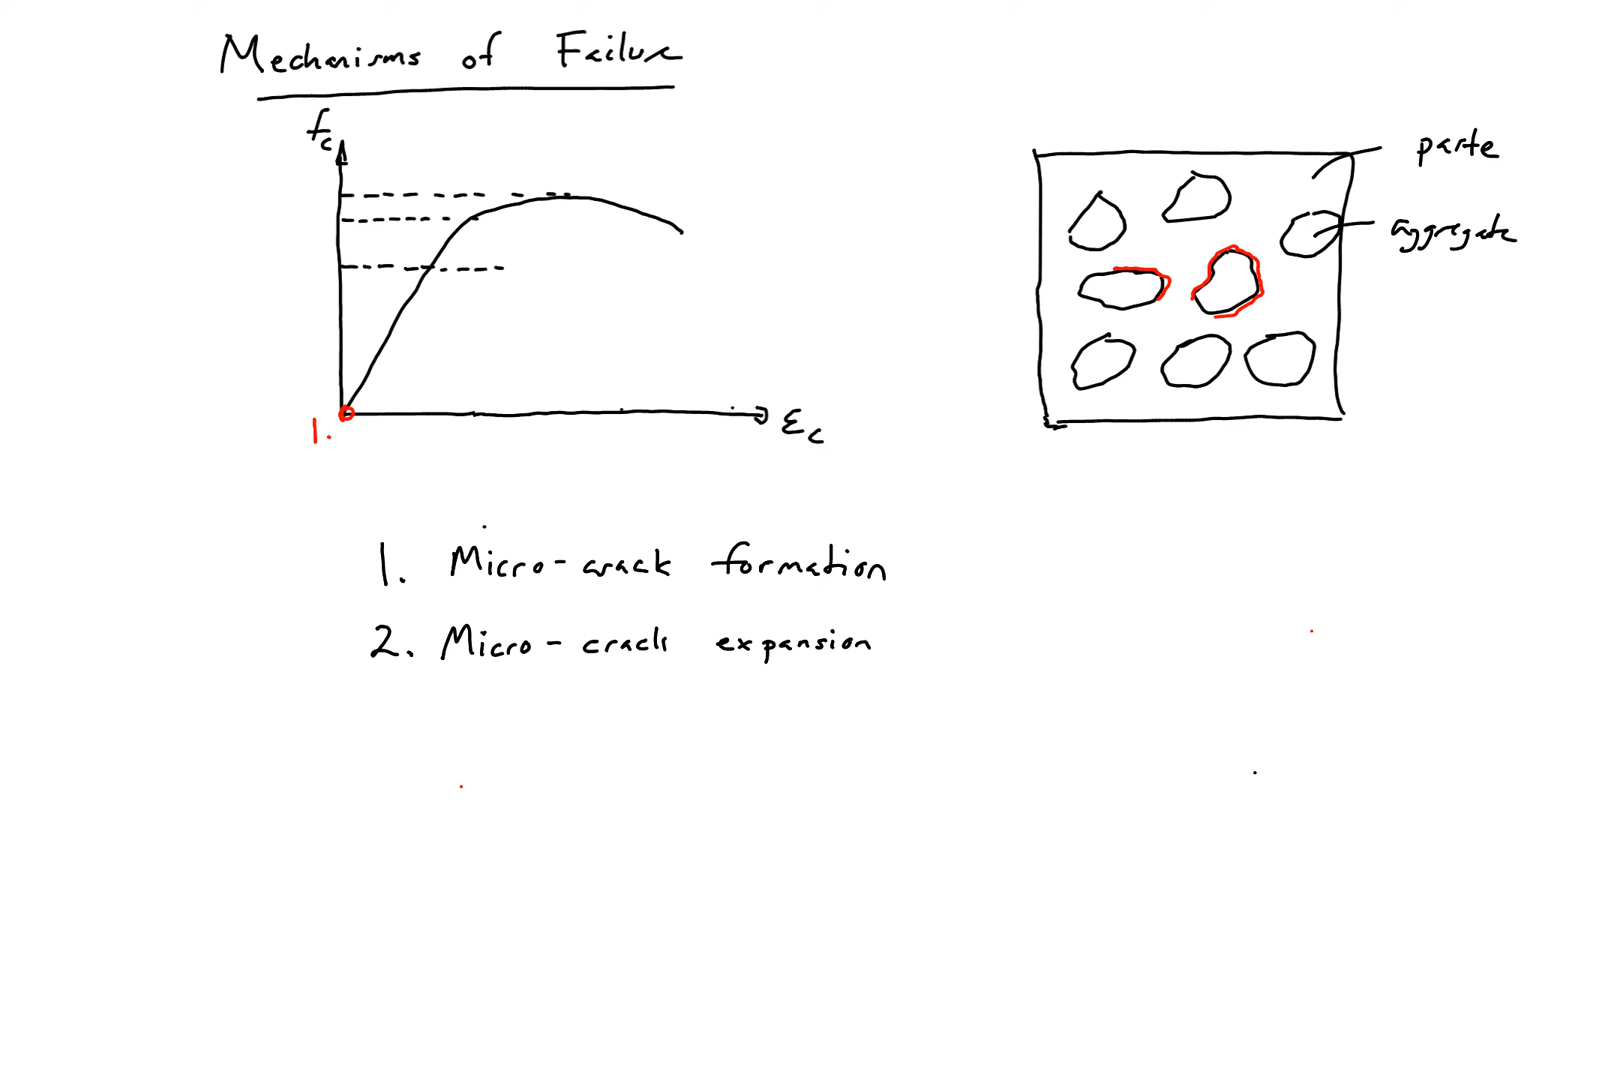 Mechanisms of Failure
fc
paste
aggregate
1.
εc
1. Micro-crack formation
2. Micro-crack expansion